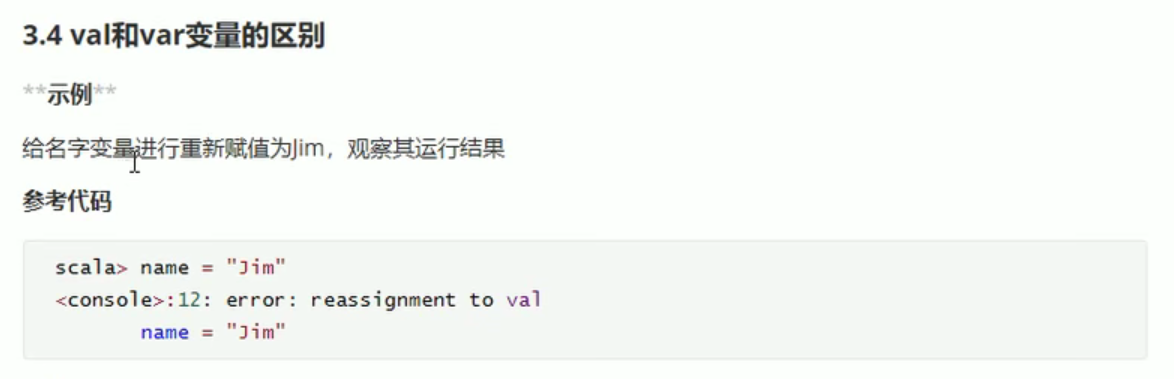 3.4 val和var变量的区别
**示例**
给名字变量进行重新赋值为Jim，观察其运行结果
参考代码
scala> name = "Jim"
<console>:12: error: reassignment to val
name = "Jim"